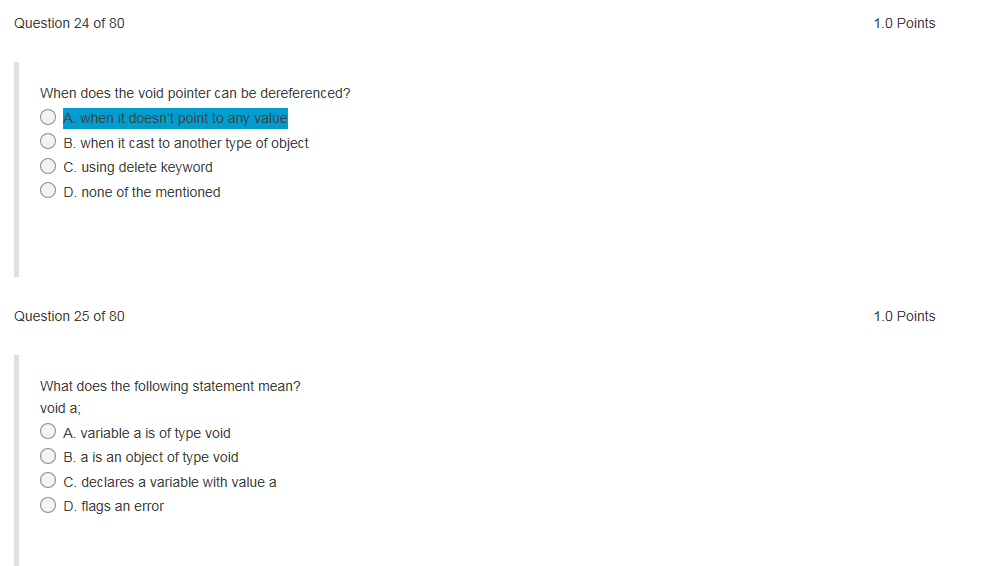 Question 24 of 80 1.0 Points
When does the void pointer can be dereferenced?
A. when it doesn't point to any value
B. when it cast to another type of object
C. using delete keyword
D. none of the mentioned
Question 25 of 80 1.0 Points
What does the following statement mean?
void a;
A. variable a is of type void
B. a is an object of type void
C. declares a variable with value a
D. flags an error